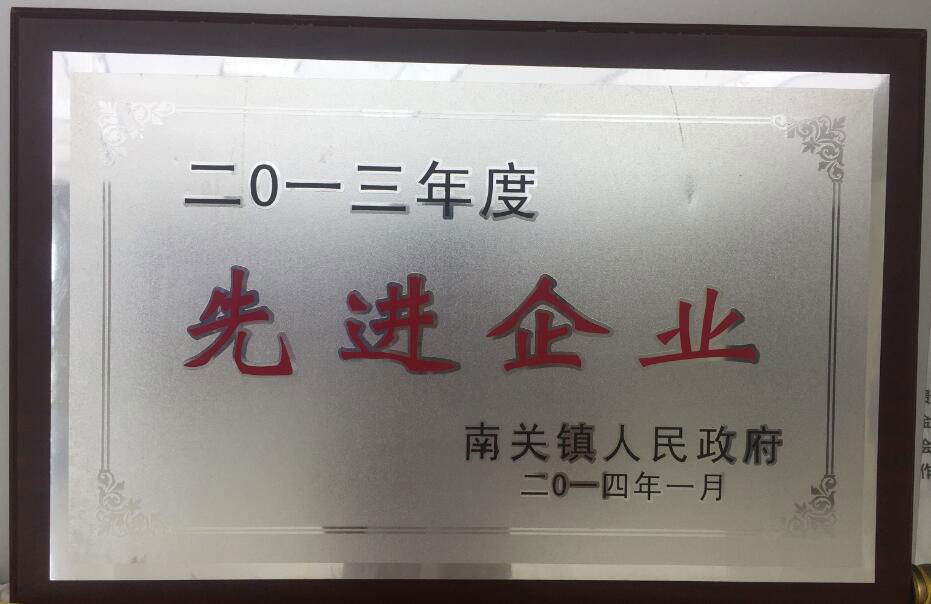 二0一三年度
先进企业
南关镇人民政府
二0一四年一月